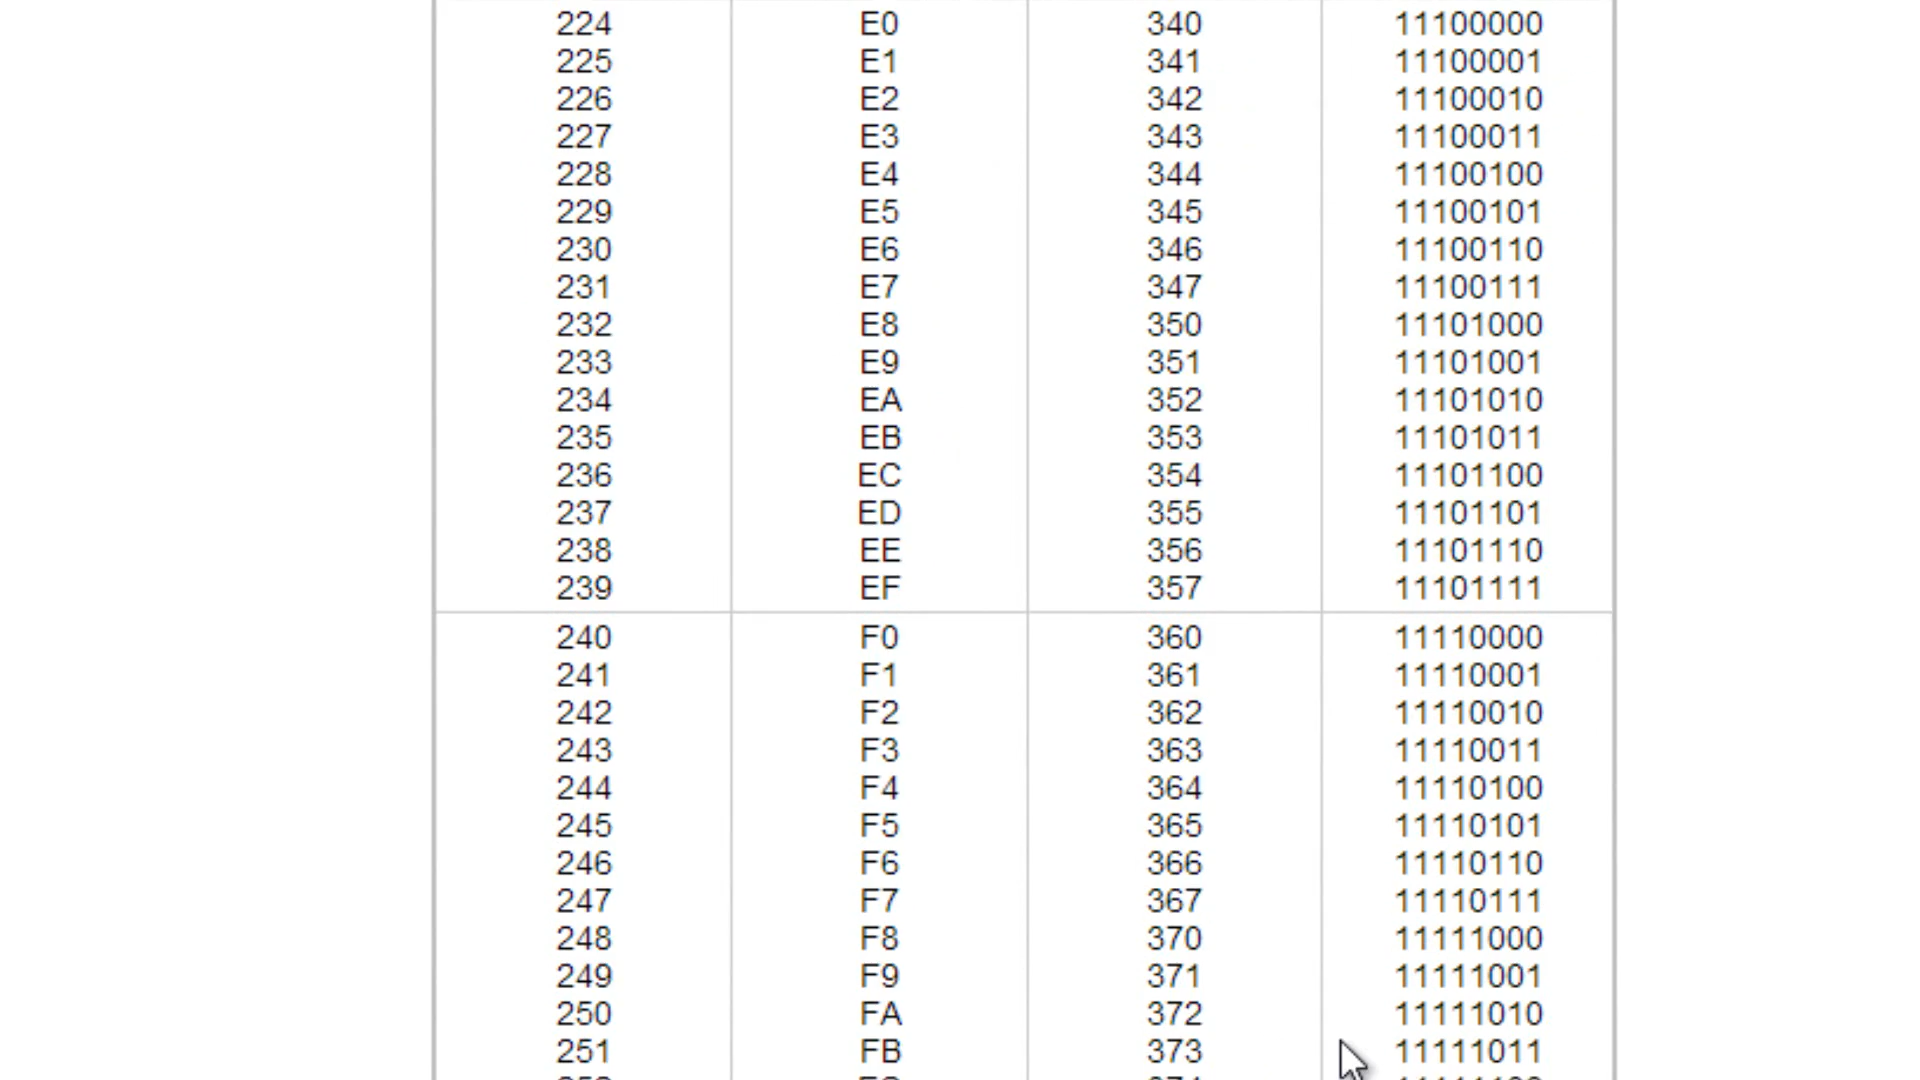 224 E0 340 11100000
225 E1 341 11100001
226 E2 342 11100010
227 E3 343 11100011
228 E4 344 11100100
229 E5 345 11100101
230 E6 346 11100110
231 E7 347 11100111
232 E8 350 11101000
233 E9 351 11101001
234 EA 352 11101010
235 EB 353 11101011
236 EC 354 11101100
237 ED 355 11101101
238 EE 356 11101110
239 EF 357 11101111
240 F0 360 11110000
241 F1 361 11110001
242 F2 362 11110010
243 F3 363 11110011
244 F4 364 11110100
245 F5 365 11110101
246 F6 366 11110110
247 F7 367 11110111
248 F8 370 11111000
249 F9 371 11111001
250 FA 372 11111010
251 FB 373 11111011